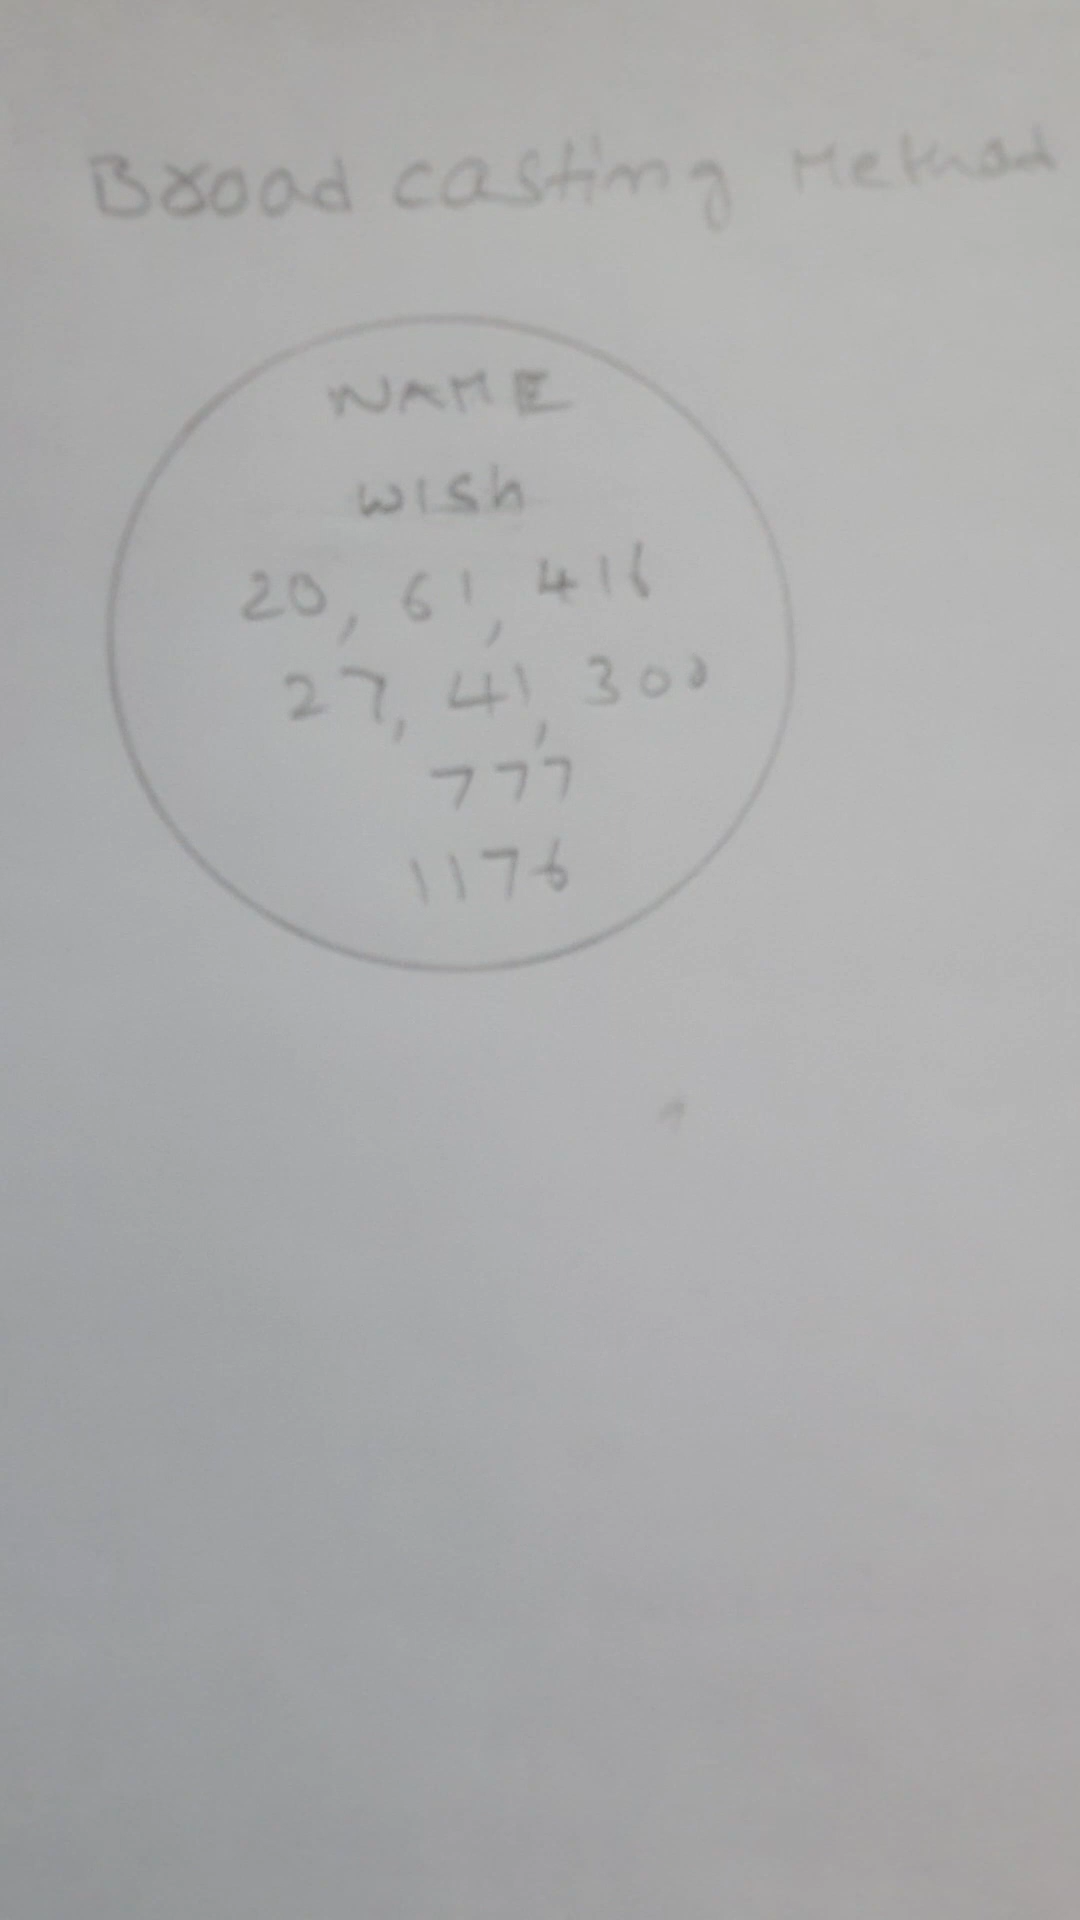 Broad casting Method
NAME
WISh
20, 61, 416
27, 41, 300
777
1176